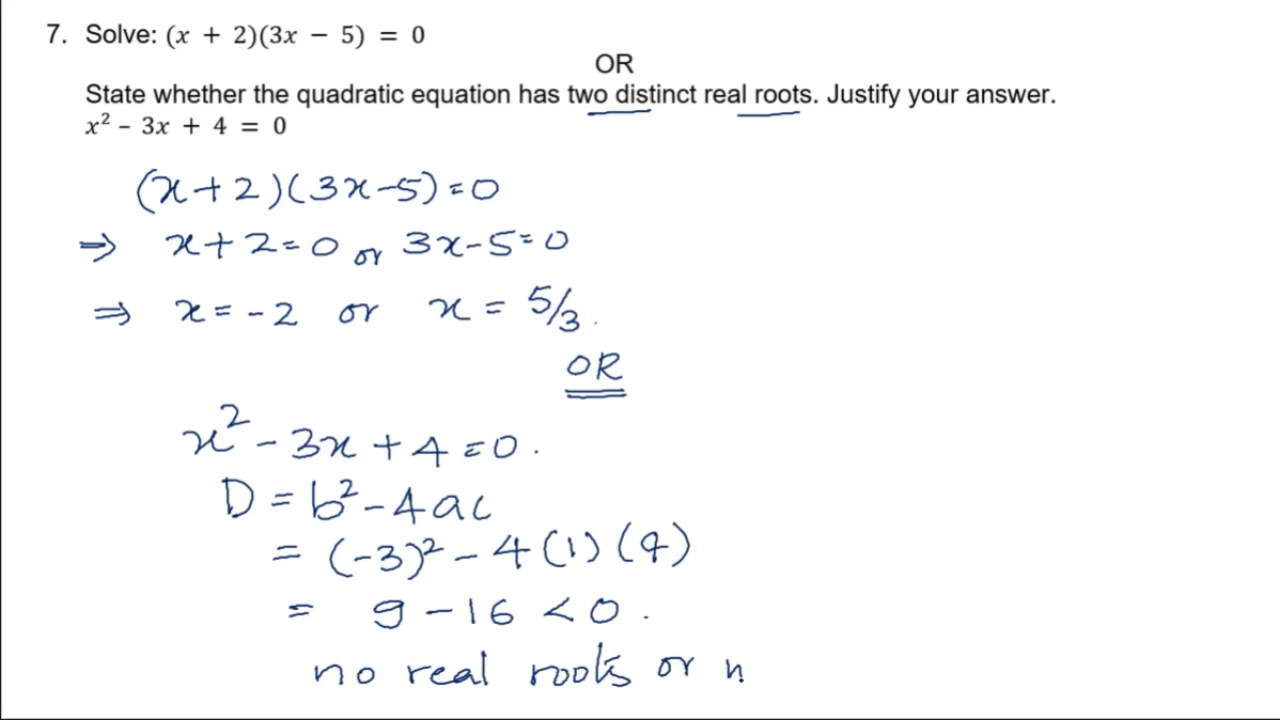 7. Solve: (x + 2)(3x − 5) = 0
OR
State whether the quadratic equation has two distinct real roots. Justify your answer.
x² − 3x + 4 = 0
(x+2)(3x-5)=0
⇒ x+2=0 or 3x-5=0
⇒ x=-2 or x=5/3.
OR
x²-3x+4=0.
D=b²-4ac
=(-3)²-4(1)(4)
= 9-16<0.
no real roots or n